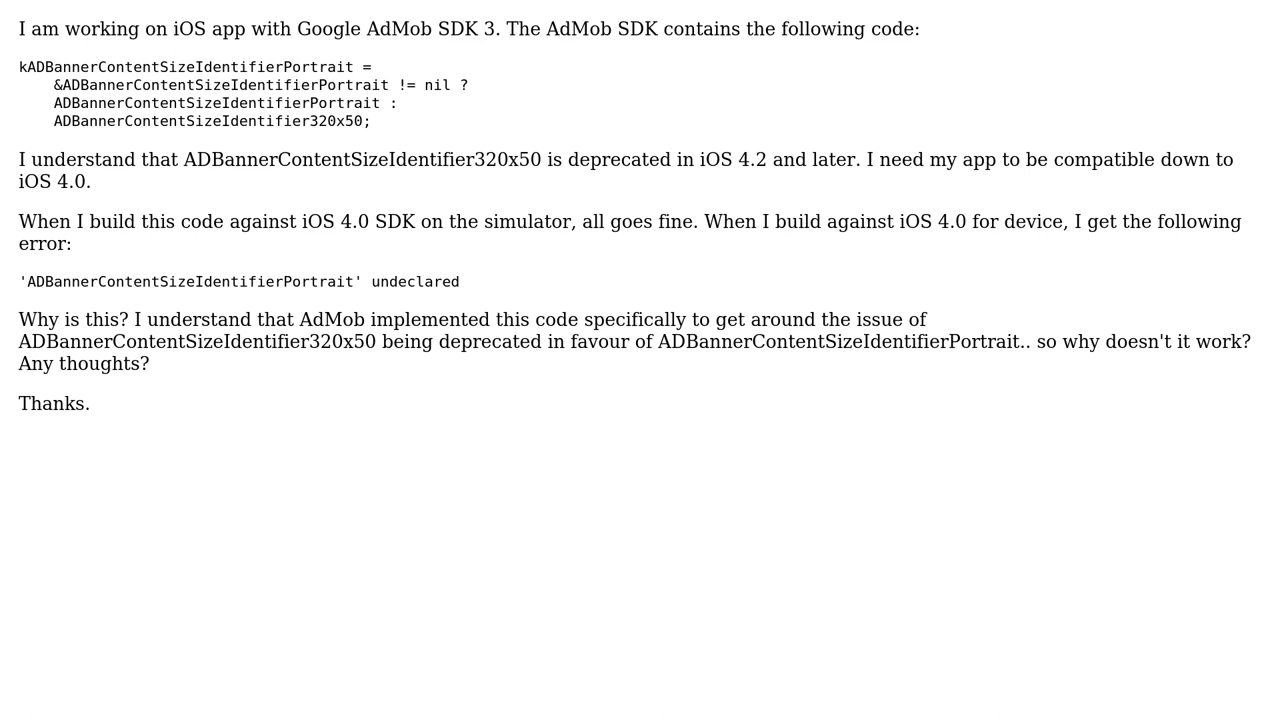 I am working on iOS app with Google AdMob SDK 3. The AdMob SDK contains the following code:
kADBannerContentSizeIdentifierPortrait =
    &ADBannerContentSizeIdentifierPortrait != nil ?
    ADBannerContentSizeIdentifierPortrait :
    ADBannerContentSizeIdentifier320x50;
I understand that ADBannerContentSizeIdentifier320x50 is deprecated in iOS 4.2 and later. I need my app to be compatible down to
iOS 4.0.
When I build this code against iOS 4.0 SDK on the simulator, all goes fine. When I build against iOS 4.0 for device, I get the following
error:
'ADBannerContentSizeIdentifierPortrait' undeclared
Why is this? I understand that AdMob implemented this code specifically to get around the issue of
ADBannerContentSizeIdentifier320x50 being deprecated in favour of ADBannerContentSizeIdentifierPortrait.. so why doesn't it work?
Any thoughts?
Thanks.